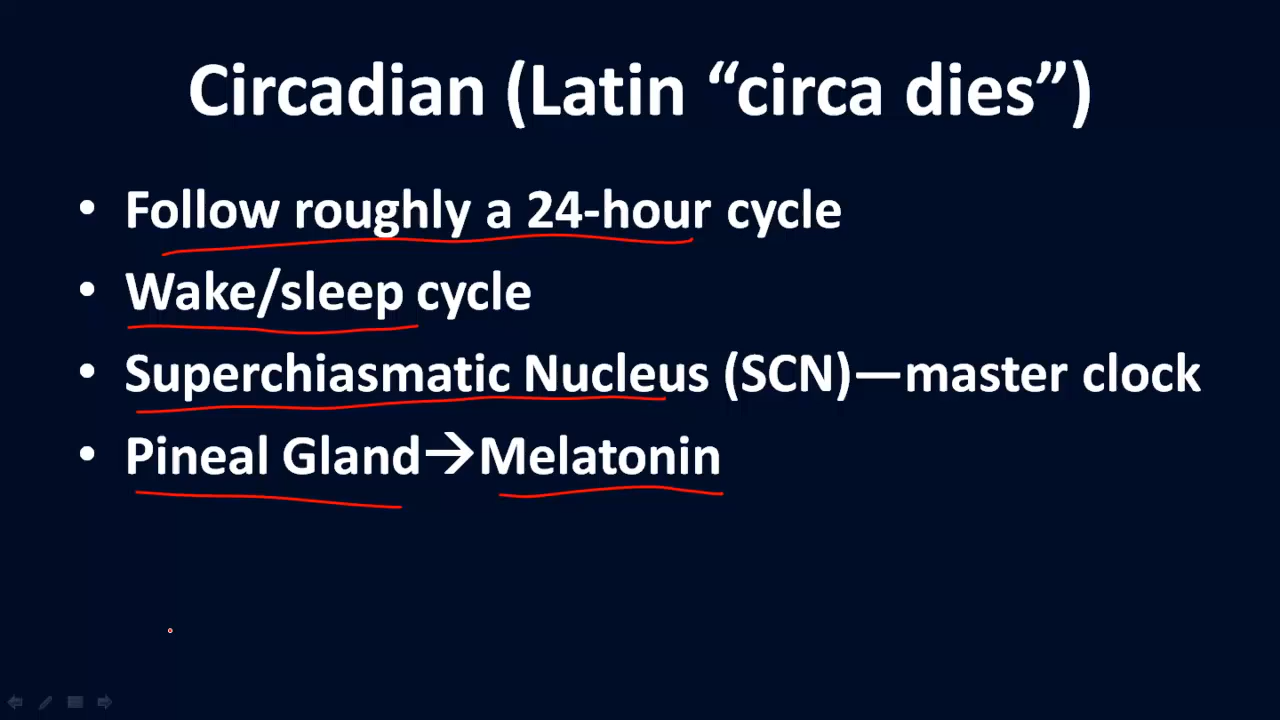 Circadian (Latin “circa dies”)
• Follow roughly a 24-hour cycle
• Wake/sleep cycle
• Superchiasmatic Nucleus (SCN)—master clock
• Pineal Gland→Melatonin